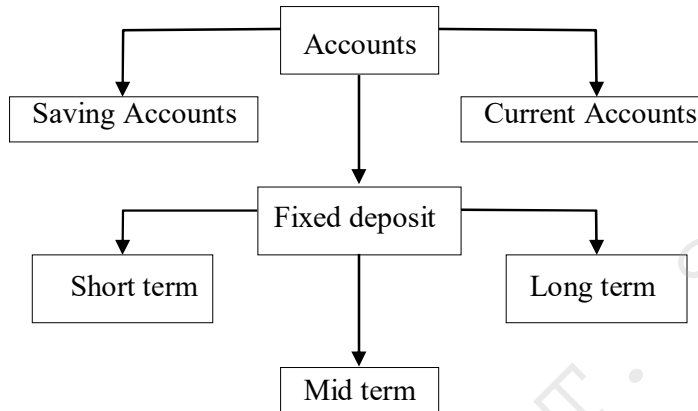 Accounts
Saving Accounts
Current Accounts
Fixed deposit
Short term
Long term
Mid term